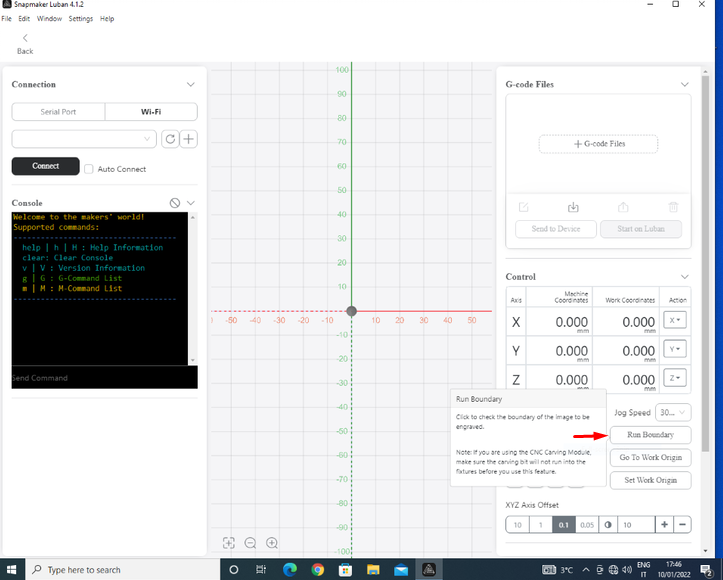 Snapmaker Luban 4.1.2
File Edit Window Settings Help
Back
Connection
Serial Port Wi-Fi
Connect Auto Connect
Console
Welcome to the makers' world!
Supported commands:
help | h | H : Help Information
clear: Clear Console
v | V : Version Information
g | G : G-Command List
m | M : M-Command List
Send Command
100
90
80
70
60
50
40
30
20
10
-50 -40 -30 -20 -10 10 20 30 40 50
-10
-20
-30
-40
-50
-60
-70
-80
-90
-100
G-code Files
+ G-code Files
Send to Device Start on Luban
Control
Axis Machine Coordinates Work Coordinates Action
X 0.000 mm 0.000 mm X
Y 0.000 mm 0.000 mm Y
Z 0.000 mm 0.000 mm Z
Run Boundary
Click to check the boundary of the image to be
engraved.
Note: If you are using the CNC Carving Module,
make sure the carving bit will not run into the
fixtures before you use this feature.
Jog Speed 30...
Run Boundary
Go To Work Origin
Set Work Origin
XYZ Axis Offset
10 1 0.1 0.05 10
Type here to search
3°C
ENG
IT
17:46
10/01/2022
2